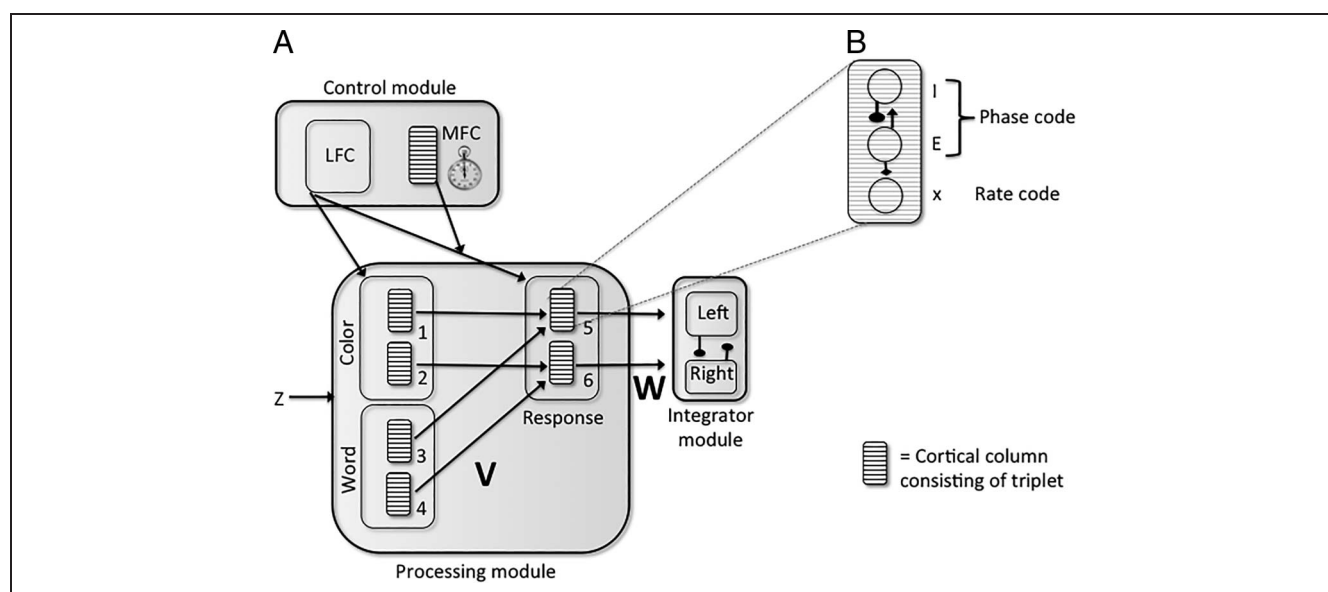 A
B
Control module
LFC
MFC
I
E
Phase code
x
Rate code
Color
1
2
Word
3
4
5
6
Response
V
Z
W
Left
Right
Integrator
module
Processing module
= Cortical column
consisting of triplet